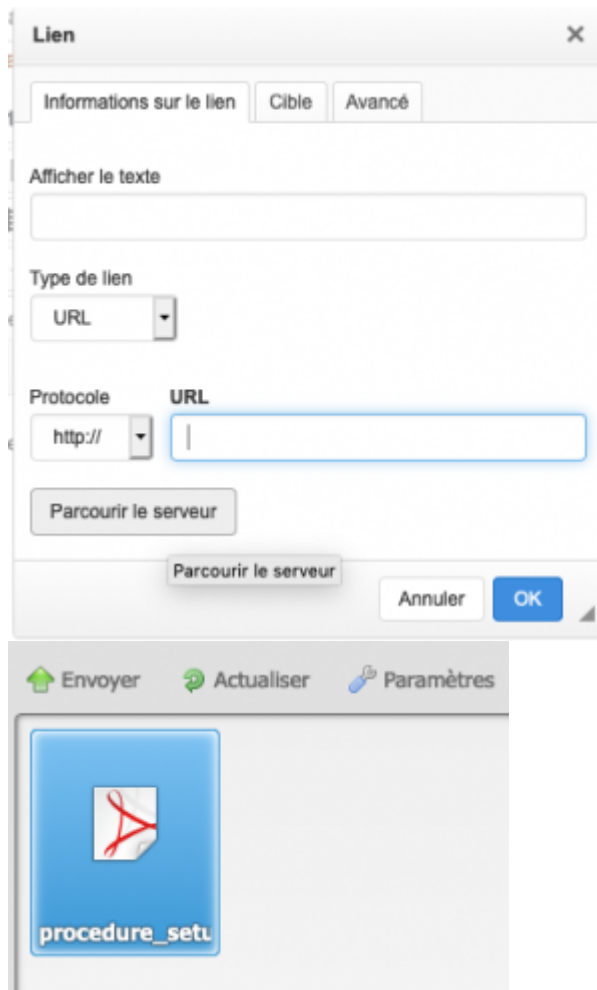 Lien
Informations sur le lien Cible Avancé
Afficher le texte
Type de lien
URL
Protocole URL
http://
Parcourir le serveur
Parcourir le serveur
Annuler OK
Envoyer Actualiser Paramètres
procedure_setu